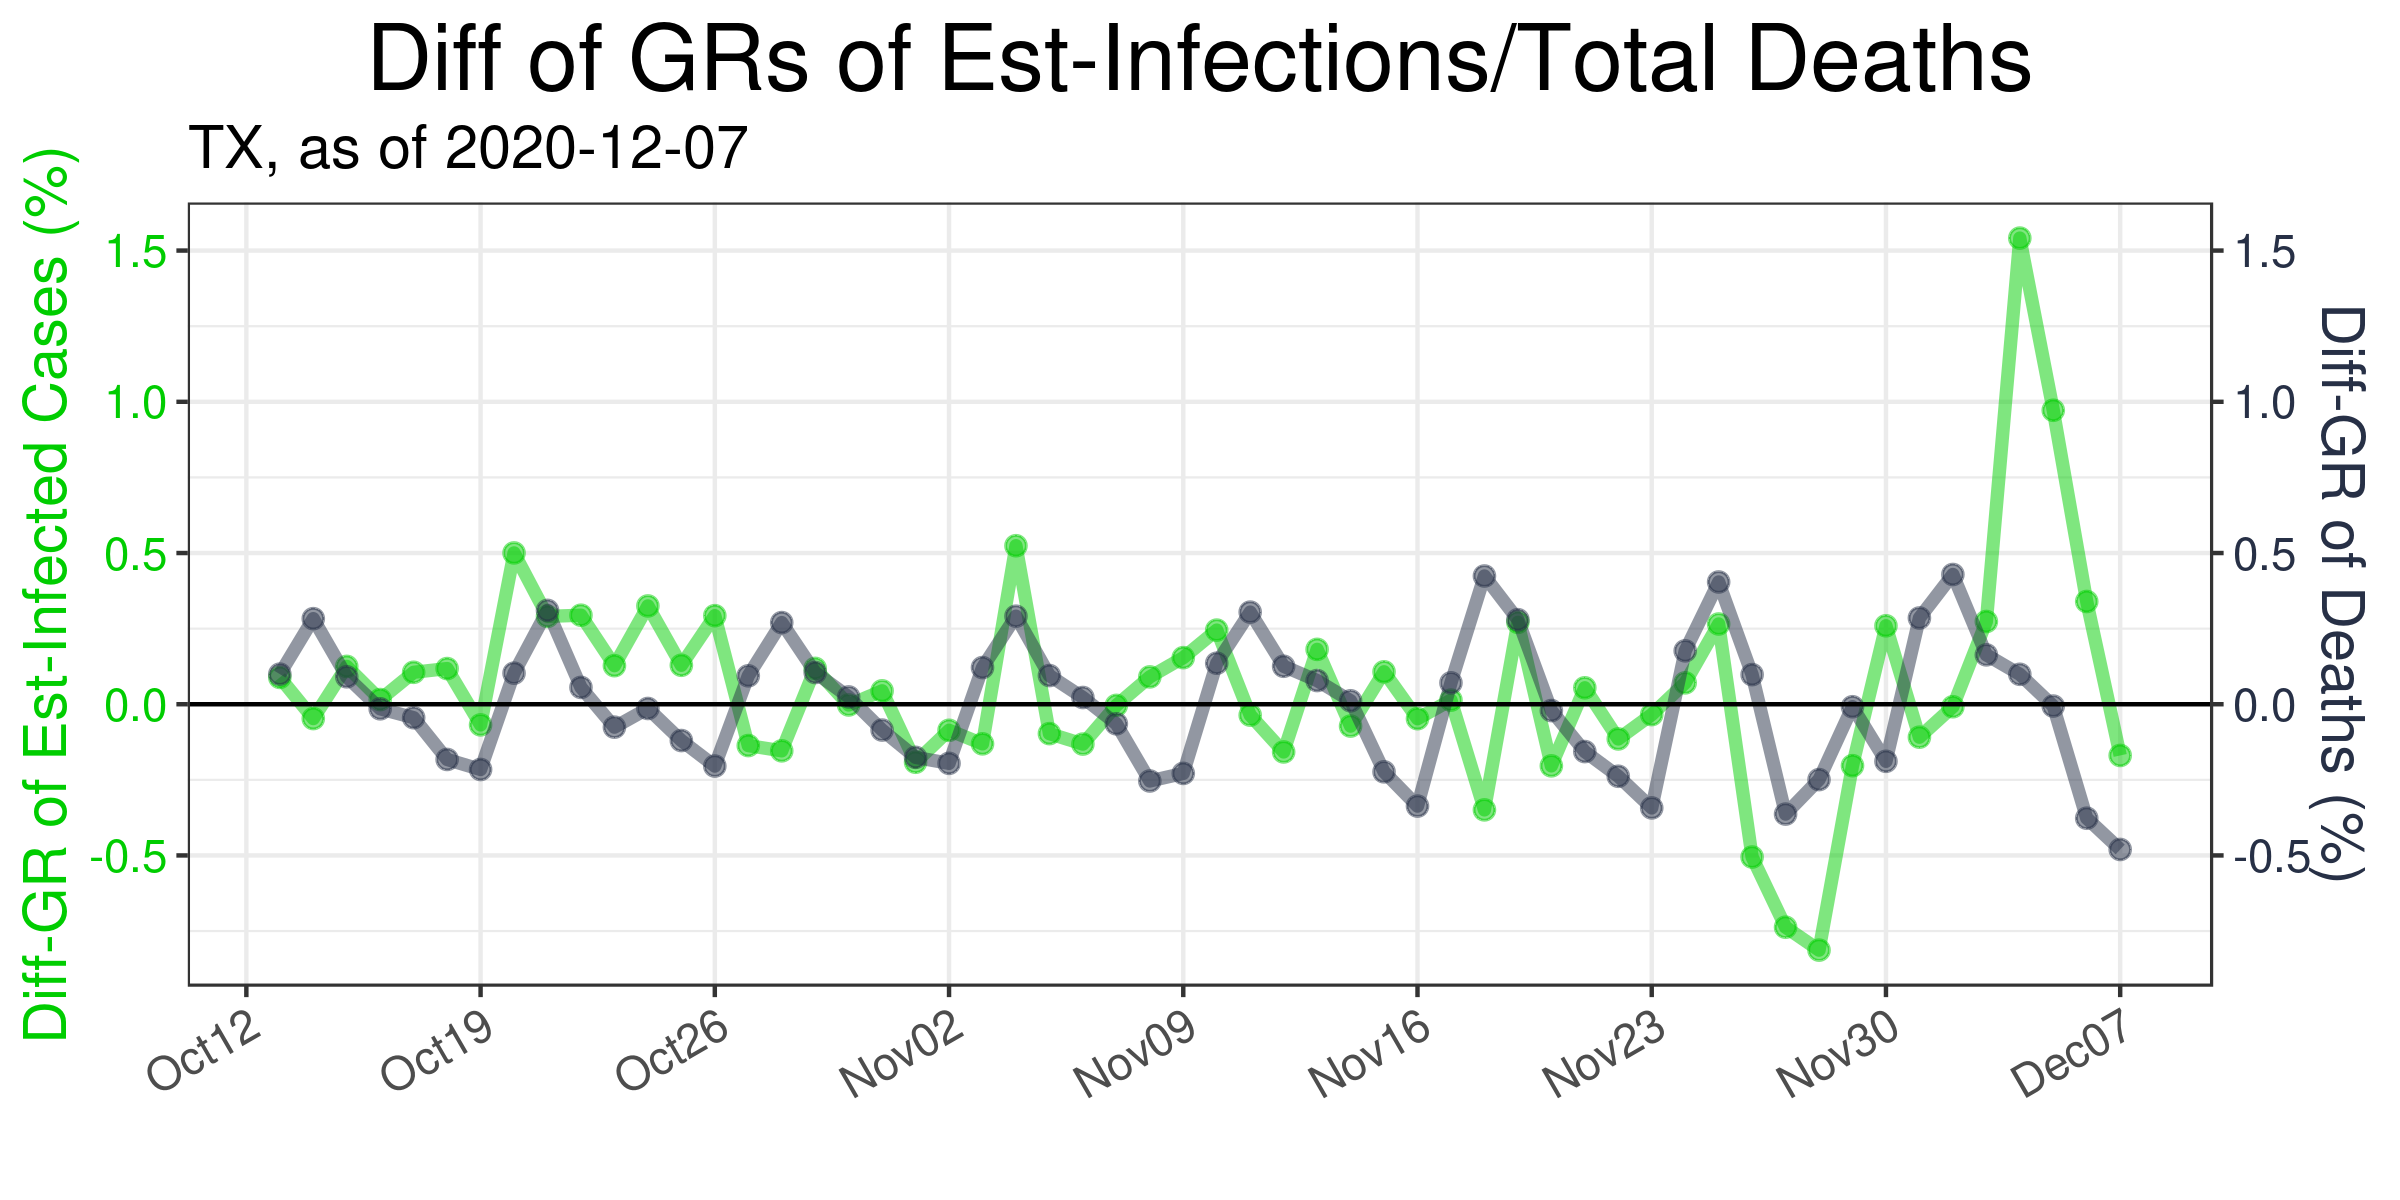 Diff of GRs of Est-Infections/Total Deaths
TX, as of 2020-12-07
Diff-GR of Est-Infected Cases (%)
1.5
1.0
0.5
0.0
-0.5
1.5
1.0
0.5
0.0
-0.5
Diff-GR of Deaths (%)
Oct12
Oct19
Oct26
Nov02
Nov09
Nov16
Nov23
Nov30
Dec07